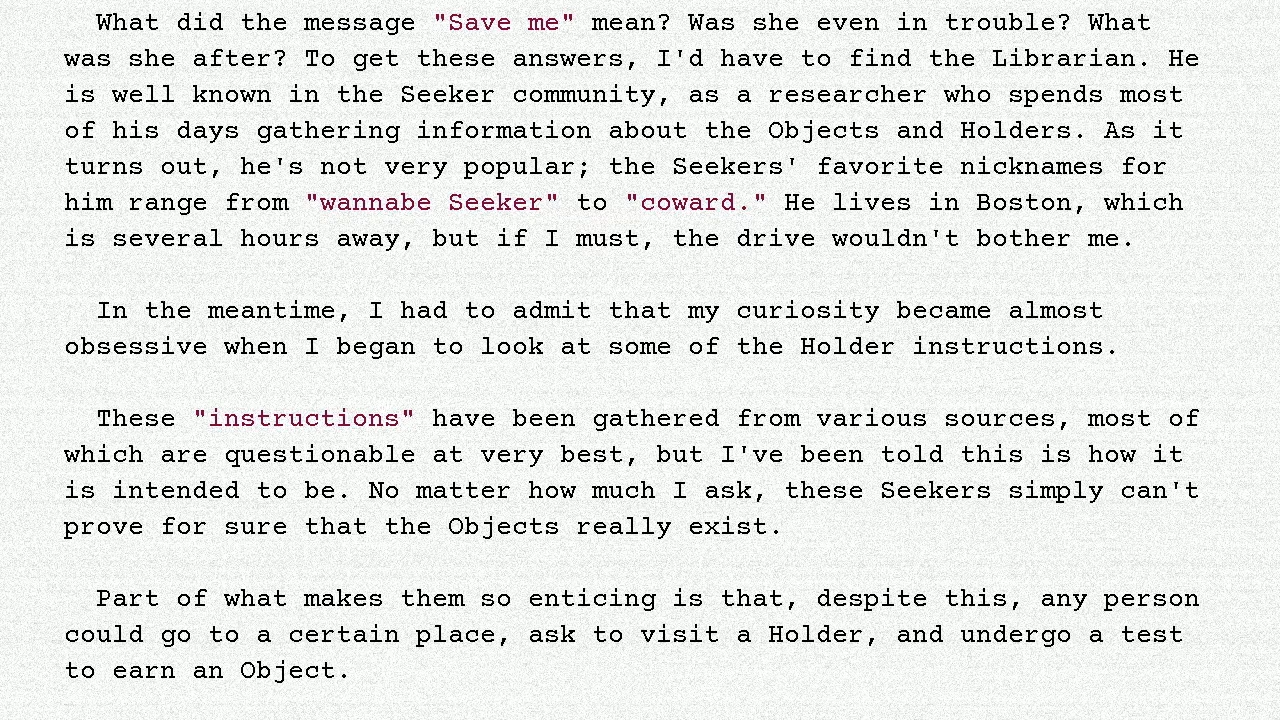 What did the message "Save me" mean? Was she even in trouble? What
was she after? To get these answers, I'd have to find the Librarian. He
is well known in the Seeker community, as a researcher who spends most
of his days gathering information about the Objects and Holders. As it
turns out, he's not very popular; the Seekers' favorite nicknames for
him range from "wannabe Seeker" to "coward." He lives in Boston, which
is several hours away, but if I must, the drive wouldn't bother me.
In the meantime, I had to admit that my curiosity became almost
obsessive when I began to look at some of the Holder instructions.
These "instructions" have been gathered from various sources, most of
which are questionable at very best, but I've been told this is how it
is intended to be. No matter how much I ask, these Seekers simply can't
prove for sure that the Objects really exist.
Part of what makes them so enticing is that, despite this, any person
could go to a certain place, ask to visit a Holder, and undergo a test
to earn an Object.